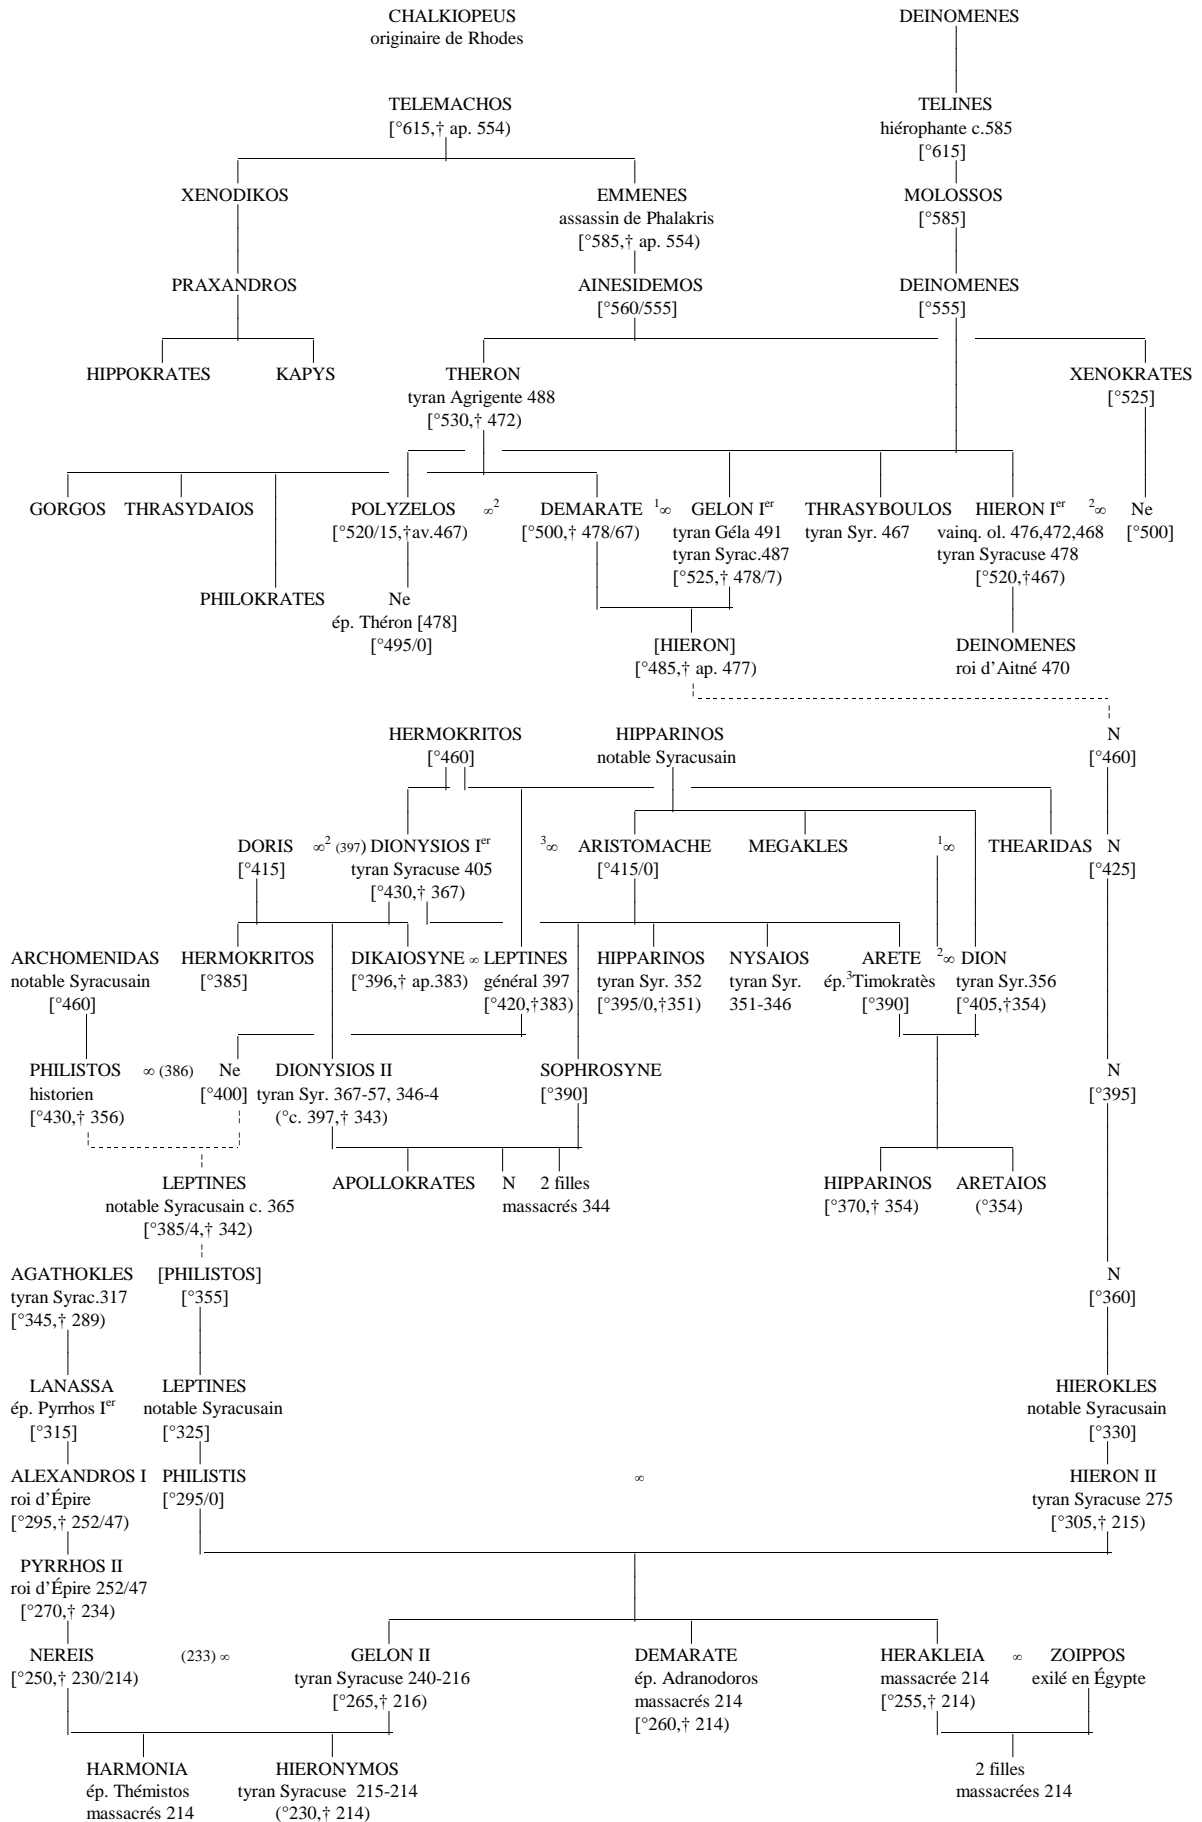 CHALKIOPEUS DEINOMENES
originaire de Rhodes
TELEMACHOS TELINES
[°615,† ap. 554) hiérophante c.585
[°615]
XENODIKOS EMMENES MOLOSSOS
assassin de Phalakris [°585]
[°585,† ap. 554)
PRAXANDROS AINESIDEMOS DEINOMENES
[°560/555] [°555]
HIPPOKRATES KAPYS THERON XENOKRATES
tyran Agrigente 488 [°525]
[°530,† 472)
GORGOS THRASYDAIOS POLYZELOS ∞² DEMARATE ¹∞ GELON Iᵉʳ THRASYBOULOS HIERON Iᵉʳ ²∞ Ne
[°520/15,†av.467) [°500,† 478/67) tyran Géla 491 tyran Syr. 467 vainq. ol. 476,472,468 [°500]
tyran Syrac.487 tyran Syracuse 478
[°525,† 478/7) [°520,†467)
PHILOKRATES Ne
ép. Théron [478]
[°495/0]
[HIERON] DEINOMENES
[°485,† ap. 477) roi d’Aitné 470
HERMOKRITOS HIPPARINOS N
[°460] notable Syracusain [°460]
DORIS ∞² (397) DIONYSIOS Iᵉʳ ³∞ ARISTOMACHE MEGAKLES ¹∞ THEARIDAS N
[°415] tyran Syracuse 405 [°415/0] [°425]
[°430,† 367)
ARCHOMENIDAS HERMOKRITOS DIKAIOSYNE ∞ LEPTINES HIPPARINOS NYSAIOS ARETE ²∞ DION
notable Syracusain [°385] [°396,† ap.383) général 397 tyran Syr. 352 tyran Syr. ép.³Timokratès tyran Syr.356
[°460] [°420,†383) [°395/0,†351) 351-346 [°390] [°405,†354)
PHILISTOS ∞ (386) Ne DIONYSIOS II SOPHROSYNE N
historien [°400] tyran Syr. 367-57, 346-4 [°390] [°395]
[°430,† 356) (°c. 397,† 343)
LEPTINES APOLLOKRATES N 2 filles HIPPARINOS ARETAIOS
notable Syracusain c. 365 massacrés 344 [°370,† 354) (°354)
[°385/4,† 342)
AGATHOKLES [PHILISTOS] N
tyran Syrac.317 [°355] [°360]
[°345,† 289)
LANASSA LEPTINES HIEROKLES
ép. Pyrrhos Iᵉʳ notable Syracusain notable Syracusain
[°315] [°325] [°330]
ALEXANDROS I PHILISTIS ∞ HIERON II
roi d’Épire [°295/0] tyran Syracuse 275
[°295,† 252/47) [°305,† 215)
PYRRHOS II
roi d’Épire 252/47
[°270,† 234)
NEREIS (233) ∞ GELON II DEMARATE HERAKLEIA ∞ ZOIPPOS
[°250,† 230/214) tyran Syracuse 240-216 ép. Adranodoros massacrée 214 exilé en Égypte
[°265,† 216) massacrés 214 [°255,† 214)
[°260,† 214)
HARMONIA HIERONYMOS 2 filles
ép. Thémistos tyran Syracuse 215-214 massacrées 214
massacrés 214 (°230,† 214)